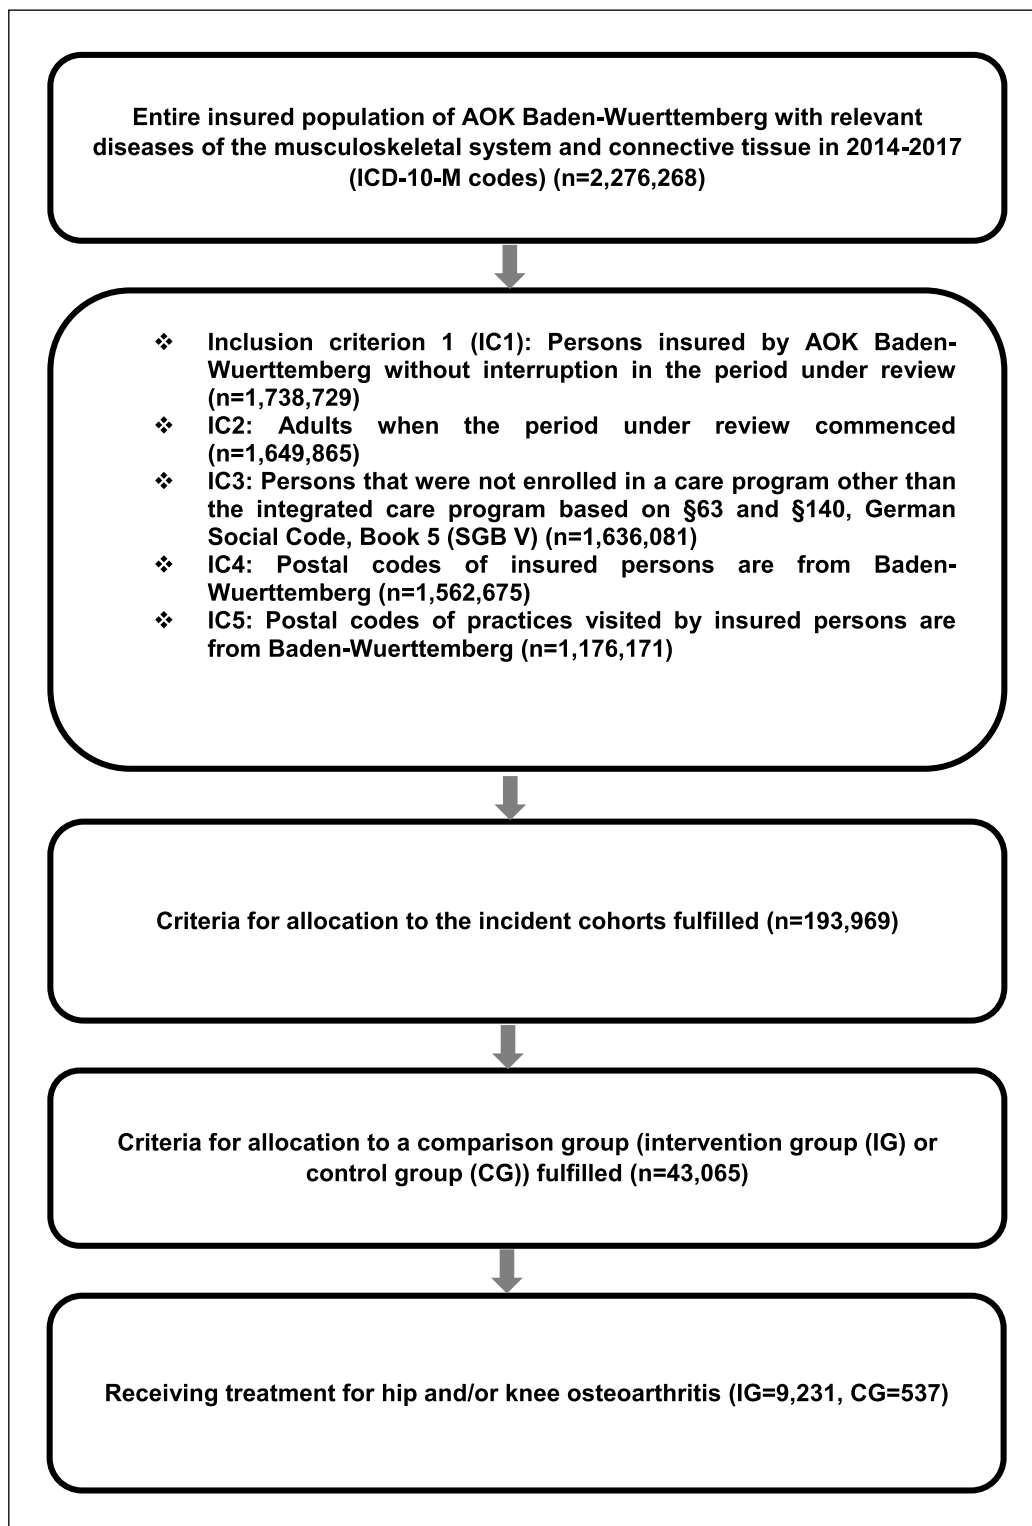 Entire insured population of AOK Baden-Wuerttemberg with relevant
diseases of the musculoskeletal system and connective tissue in 2014-2017
(ICD-10-M codes) (n=2,276,268)
❖ Inclusion criterion 1 (IC1): Persons insured by AOK Baden-
Wuerttemberg without interruption in the period under review
(n=1,738,729)
❖ IC2: Adults when the period under review commenced
(n=1,649,865)
❖ IC3: Persons that were not enrolled in a care program other than
the integrated care program based on §63 and §140, German
Social Code, Book 5 (SGB V) (n=1,636,081)
❖ IC4: Postal codes of insured persons are from Baden-
Wuerttemberg (n=1,562,675)
❖ IC5: Postal codes of practices visited by insured persons are
from Baden-Wuerttemberg (n=1,176,171)
Criteria for allocation to the incident cohorts fulfilled (n=193,969)
Criteria for allocation to a comparison group (intervention group (IG) or
control group (CG)) fulfilled (n=43,065)
Receiving treatment for hip and/or knee osteoarthritis (IG=9,231, CG=537)